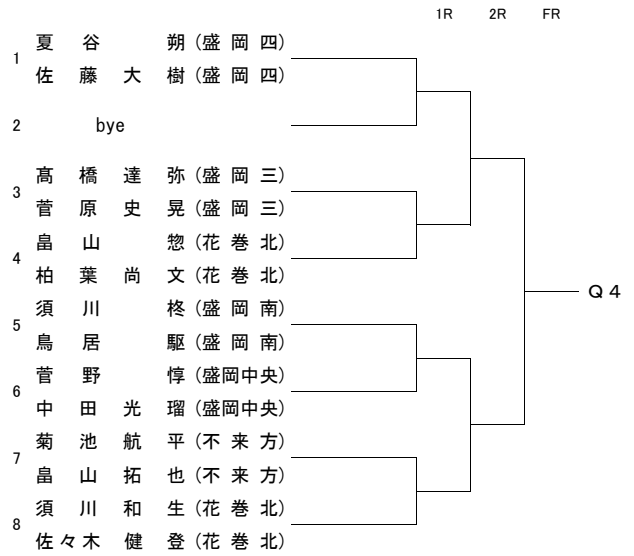 1R 2R FR
夏谷 朔(盛岡四)
1
佐藤大樹(盛岡四)
2 bye
髙橋達弥(盛岡三)
3
菅原史晃(盛岡三)
畠山 惣(花巻北)
4
柏葉尚文(花巻北)
須川 柊(盛岡南)
5
鳥居 駆(盛岡南)
菅野 惇(盛岡中央)
6
中田光瑠(盛岡中央)
菊池航平(不来方)
7
畠山拓也(不来方)
須川和生(花巻北)
8
佐々木健登(花巻北)
Q4